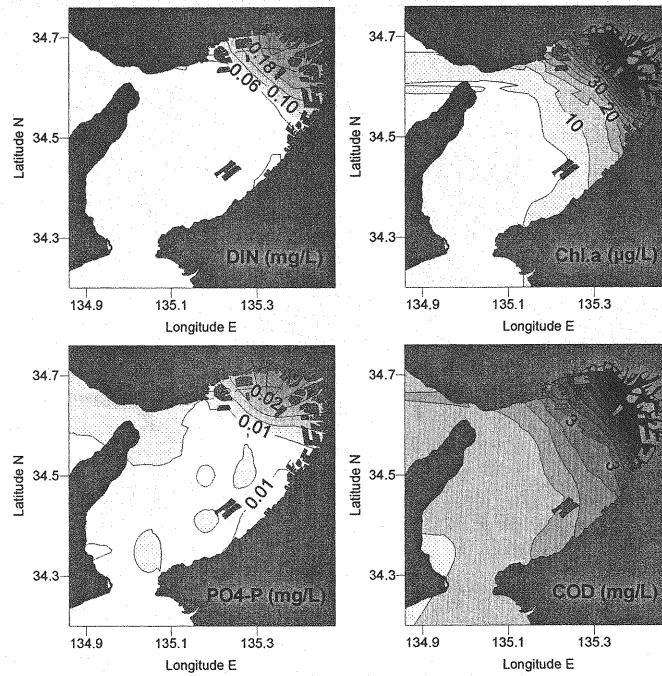 34.7
34.5
34.3
Latitude N
0.18
0.06
0.10
DIN (mg/L)
134.9
135.1
135.3
Longitude E
34.7
34.5
34.3
Latitude N
30
20
10
Chl.a (µg/L)
134.9
135.1
135.3
Longitude E
34.7
34.5
34.3
Latitude N
0.02
0.01
0.01
PO4-P (mg/L)
134.9
135.1
135.3
Longitude E
34.7
34.5
34.3
Latitude N
3
3
COD (mg/L)
134.9
135.1
135.3
Longitude E